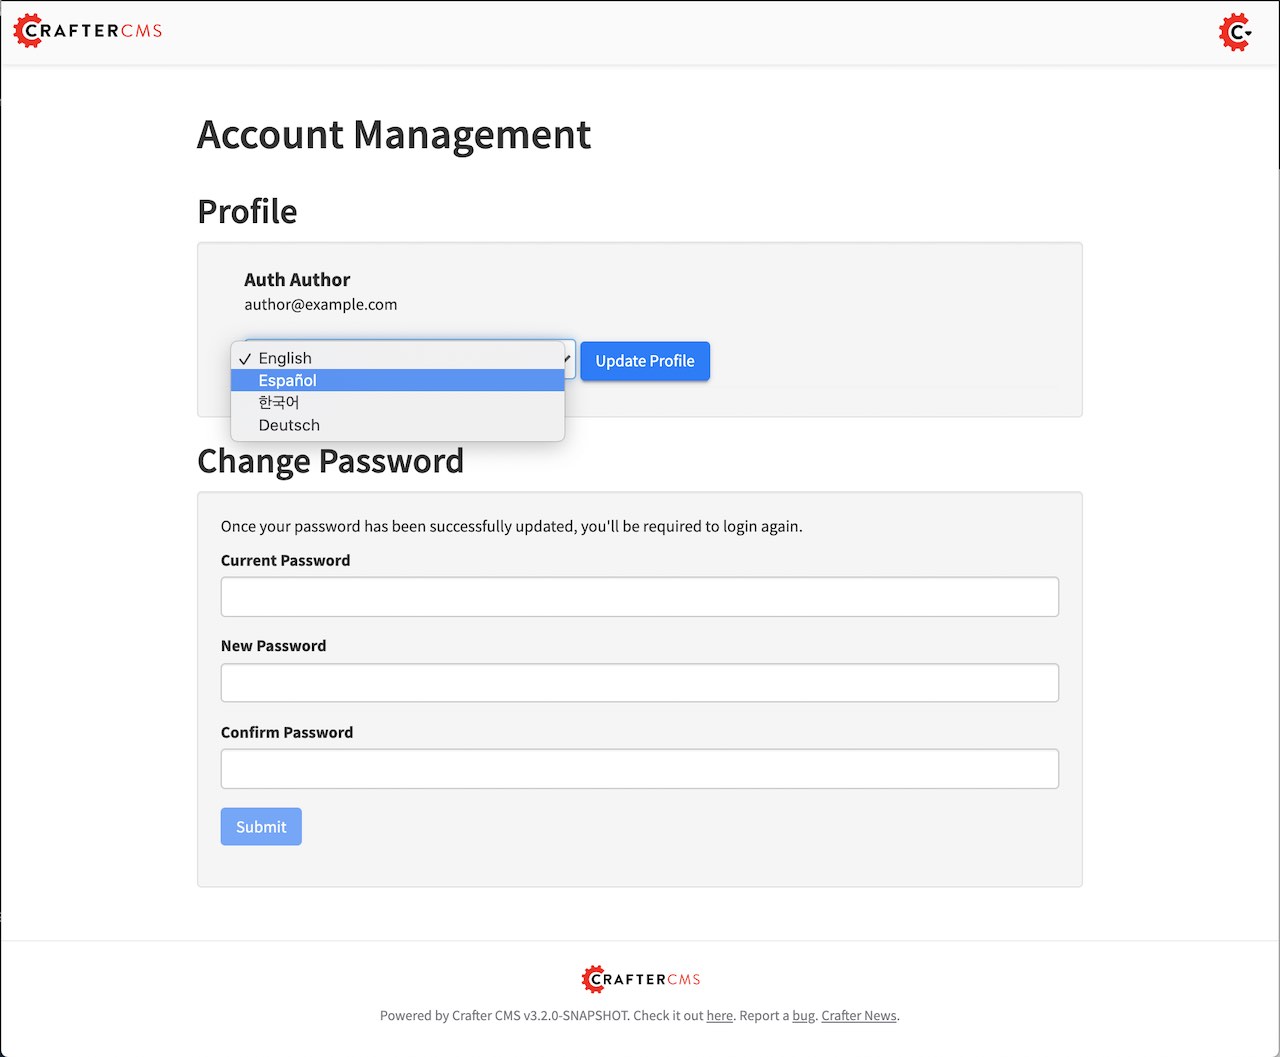 CRAFTERCMS
Account Management
Profile
Auth Author
author@example.com
✓ English
Español
한국어
Deutsch
Update Profile
Change Password
Once your password has been successfully updated, you'll be required to login again.
Current Password
New Password
Confirm Password
Submit
CRAFTERCMS
Powered by Crafter CMS v3.2.0-SNAPSHOT. Check it out here. Report a bug. Crafter News.